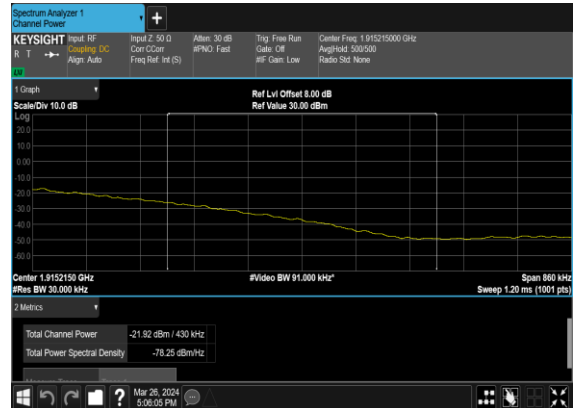 Spectrum Analyzer 1
Channel Power
KEYSIGHT
R T
Input: RF
Coupling: DC
Align: Auto
Input Z: 50 Ω
Corr CCorr
Freq Ref: Int (S)
Atten: 30 dB
#PNO: Fast
Trig: Free Run
Gate: Off
#IF Gain: Low
Center Freq: 1.915215000 GHz
Avg|Hold: 500/500
Radio Std: None
1 Graph
Scale/Div 10.0 dB
Ref Lvl Offset 8.00 dB
Ref Value 30.00 dBm
Log
20.0
10.0
0.00
-10.0
-20.0
-30.0
-40.0
-50.0
-60.0
Center 1.9152150 GHz
#Video BW 91.000 kHz*
Span 860 kHz
#Res BW 30.000 kHz
Sweep 1.20 ms (1001 pts)
2 Metrics
Total Channel Power -21.92 dBm / 430 kHz
Total Power Spectral Density -78.25 dBm/Hz
?
Mar 26, 2024
5:06:05 PM